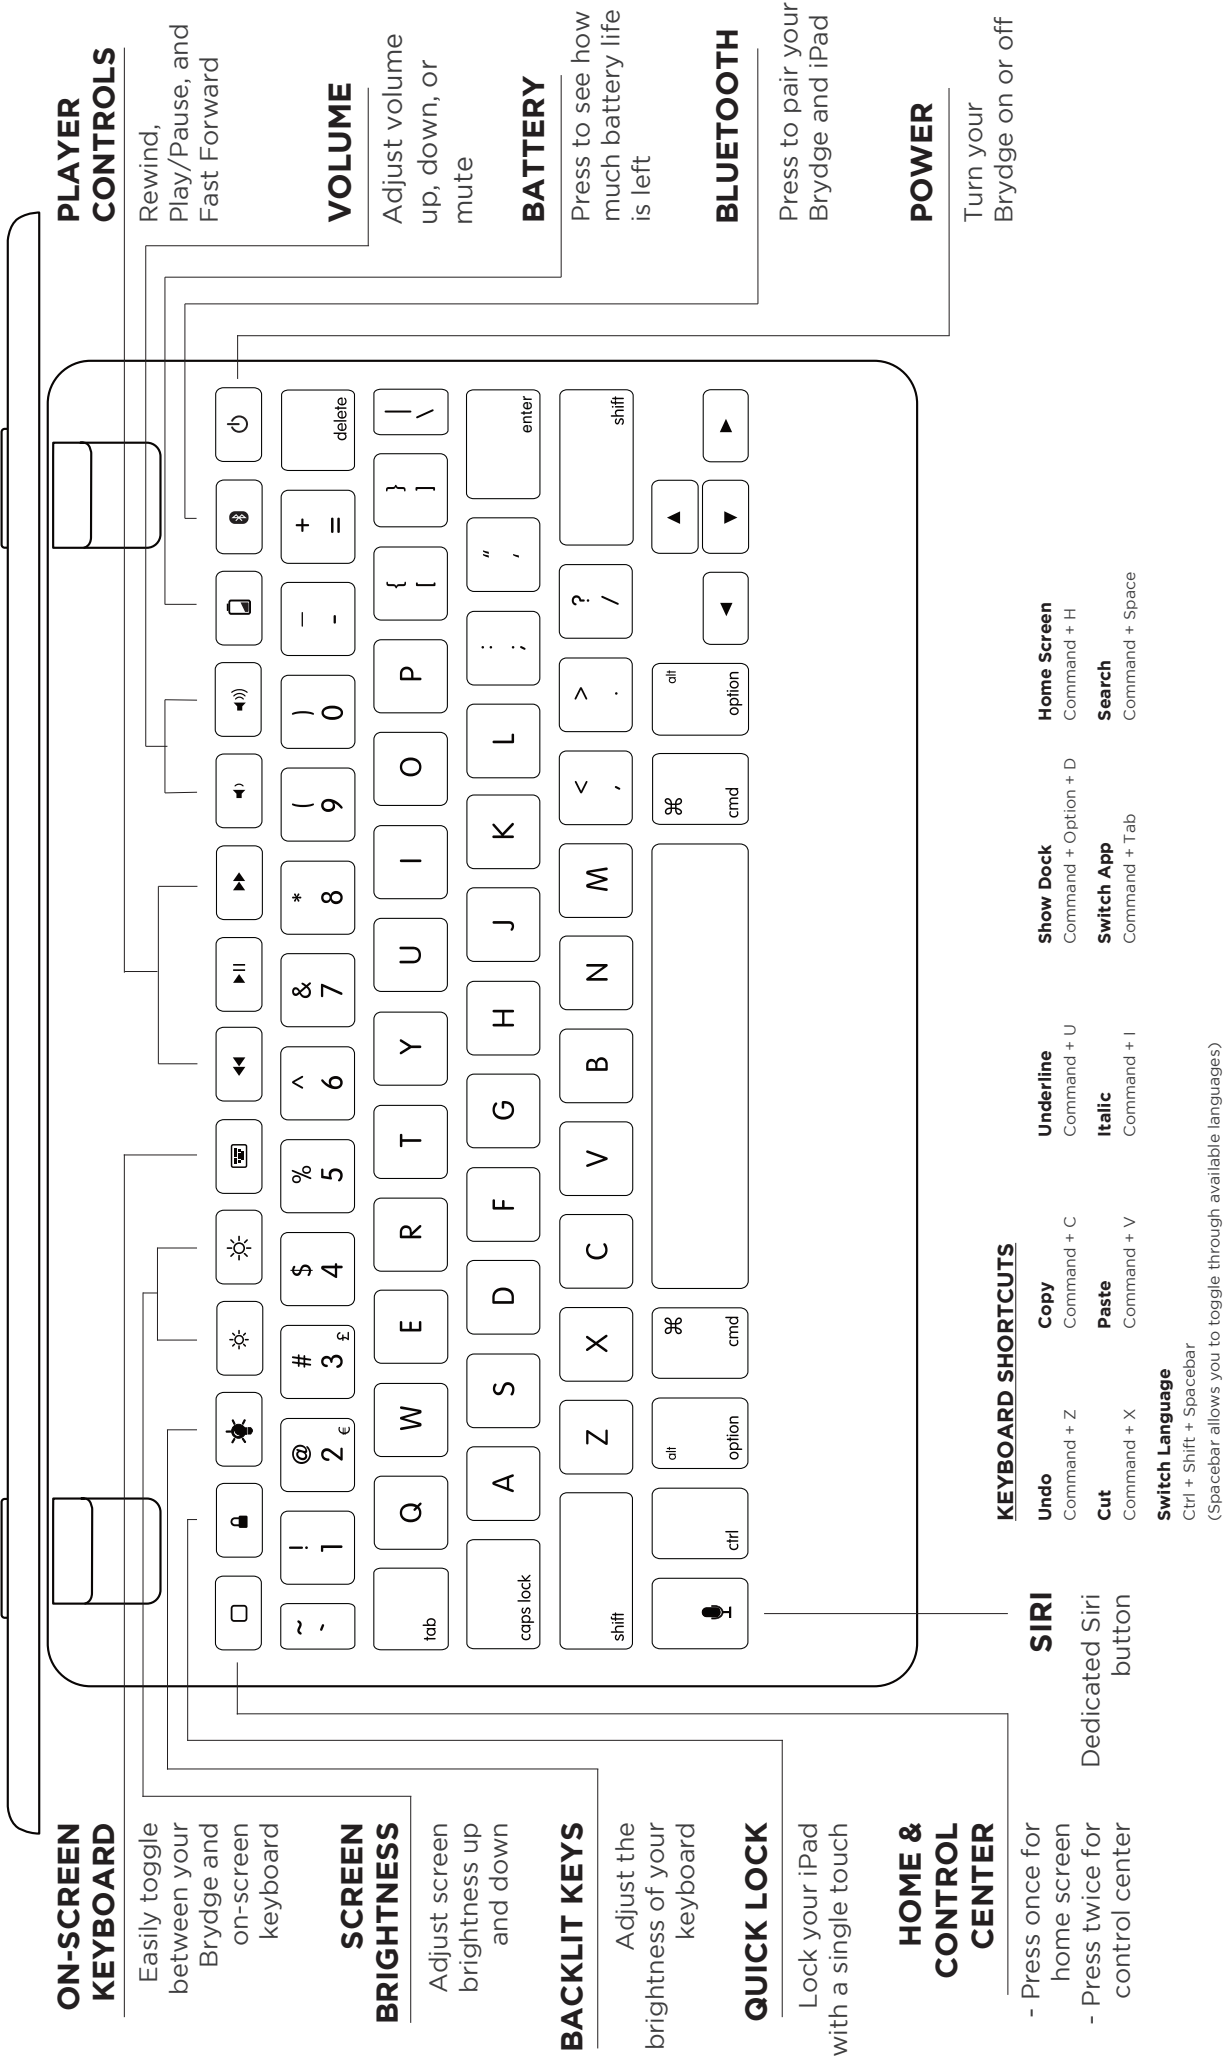 ON-SCREEN
KEYBOARD
Easily toggle
between your
Brydge and
on-screen
keyboard
SCREEN
BRIGHTNESS
Adjust screen
brightness up
and down
BACKLIT KEYS
Adjust the
brightness of your
keyboard
QUICK LOCK
Lock your iPad
with a single touch
HOME &
CONTROL
CENTER
- Press once for
home screen
- Press twice for
control center
PLAYER
CONTROLS
Rewind,
Play/Pause, and
Fast Forward
VOLUME
Adjust volume
up, down, or
mute
BATTERY
Press to see how
much battery life
is left
BLUETOOTH
Press to pair your
Brydge and iPad
POWER
Turn your
Brydge on or off
~ ! @ # $ % ^ & * ( ) — +
` 1 2 € 3 £ 4 5 6 7 8 9 0 - = delete
{ } |
tab Q W E R T Y U I O P [ ] \
: "
caps lock A S D F G H J K L ; ' enter
< > ?
shift Z X C V B N M , . / shift
alt ⌘ ⌘ alt
ctrl option cmd cmd option
SIRI
Dedicated Siri
button
KEYBOARD SHORTCUTS
Undo
Command + Z
Cut
Command + X
Copy
Command + C
Paste
Command + V
Underline
Command + U
Italic
Command + I
Show Dock
Command + Option + D
Switch App
Command + Tab
Home Screen
Command + H
Search
Command + Space
Switch Language
Ctrl + Shift + Spacebar
(Spacebar allows you to toggle through available languages)